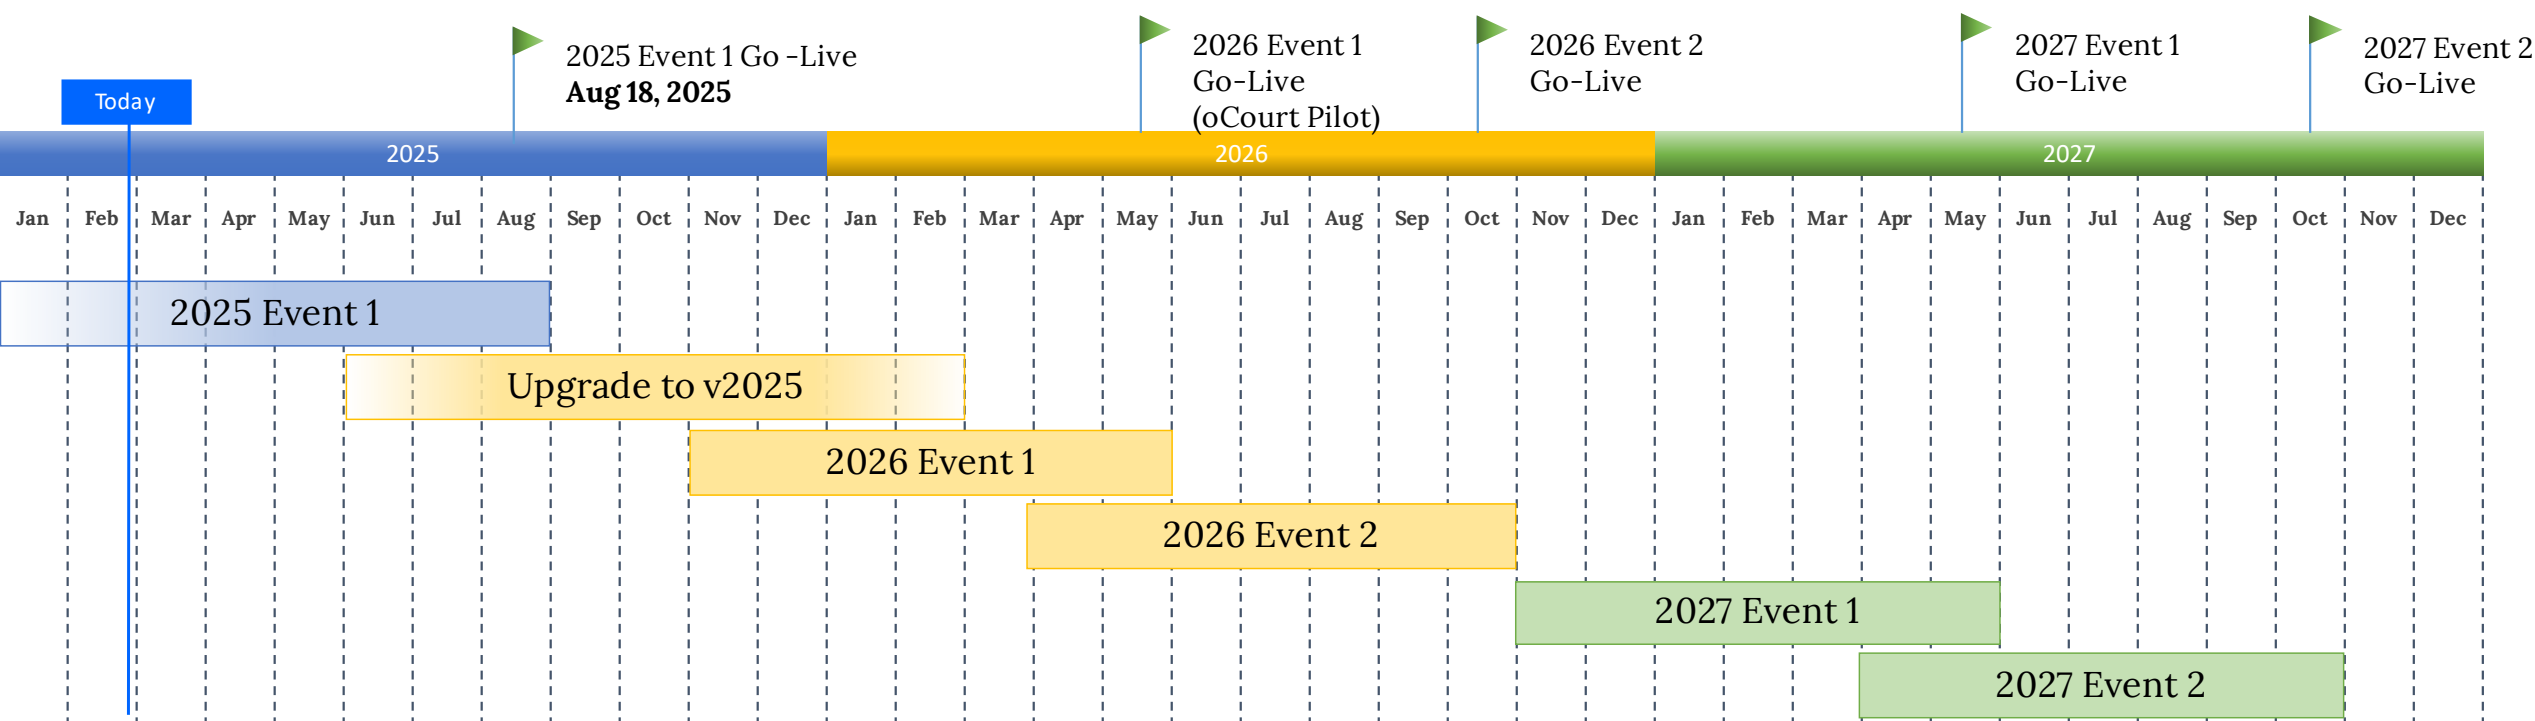 2025 Event 1 Go -Live
Aug 18, 2025
2026 Event 1
Go-Live
(oCourt Pilot)
2026 Event 2
Go-Live
2027 Event 1
Go-Live
2027 Event 2
Go-Live
Today
2025 2026 2027
Jan Feb Mar Apr May Jun Jul Aug Sep Oct Nov Dec Jan Feb Mar Apr May Jun Jul Aug Sep Oct Nov Dec Jan Feb Mar Apr May Jun Jul Aug Sep Oct Nov Dec
2025 Event 1
Upgrade to v2025
2026 Event 1
2026 Event 2
2027 Event 1
2027 Event 2